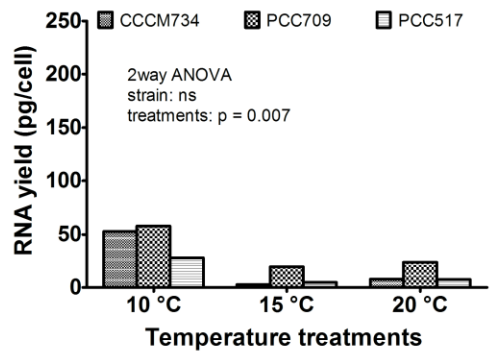 CCCM734 PCC709 PCC517
2way ANOVA
strain: ns
treatments: p = 0.007
RNA yield (pg/cell)
250
200
150
100
50
0
10 °C 15 °C 20 °C
Temperature treatments